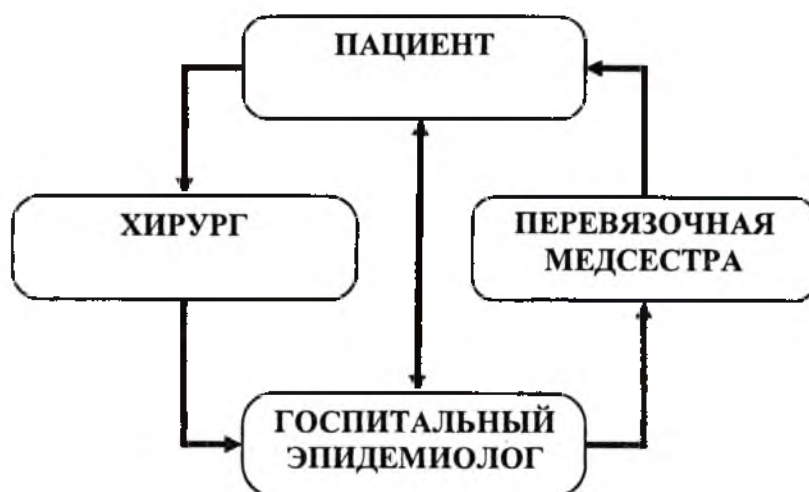 ПАЦИЕНТ
ХИРУРГ
ПЕРЕВЯЗОЧНАЯ
МЕДСЕСТРА
ГОСПИТАЛЬНЫЙ
ЭПИДЕМИОЛОГ